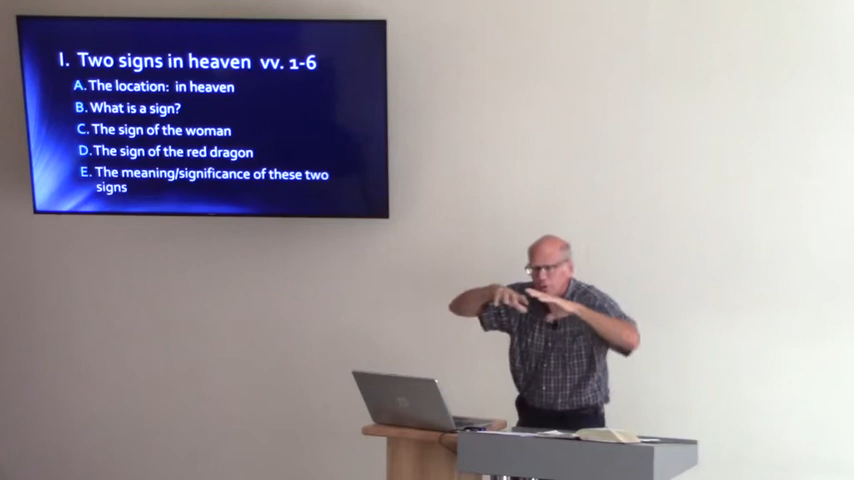 I. Two signs in heaven vv. 1-6
A. The location: in heaven
B. What is a sign?
C. The sign of the woman
D. The sign of the red dragon
E. The meaning/significance of these two
signs